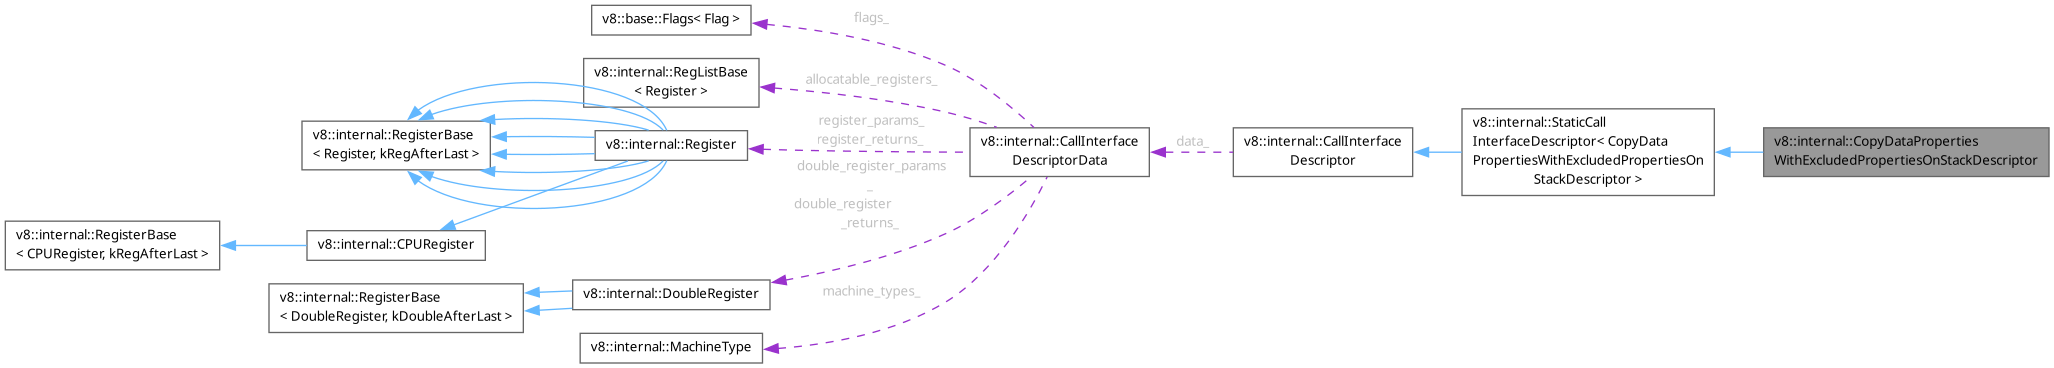 v8::base::Flags< Flag >
flags_
v8::internal::RegListBase
< Register >
allocatable_registers_
v8::internal::RegisterBase
< Register, kRegAfterLast >
v8::internal::Register
register_params_
register_returns_
v8::internal::CallInterface
DescriptorData
data_
v8::internal::CallInterface
Descriptor
v8::internal::StaticCall
InterfaceDescriptor< CopyData
PropertiesWithExcludedPropertiesOn
StackDescriptor >
v8::internal::CopyDataProperties
WithExcludedPropertiesOnStackDescriptor
double_register_params
_
double_register
_returns_
v8::internal::RegisterBase
< CPURegister, kRegAfterLast >
v8::internal::CPURegister
v8::internal::RegisterBase
< DoubleRegister, kDoubleAfterLast >
v8::internal::DoubleRegister
machine_types_
v8::internal::MachineType